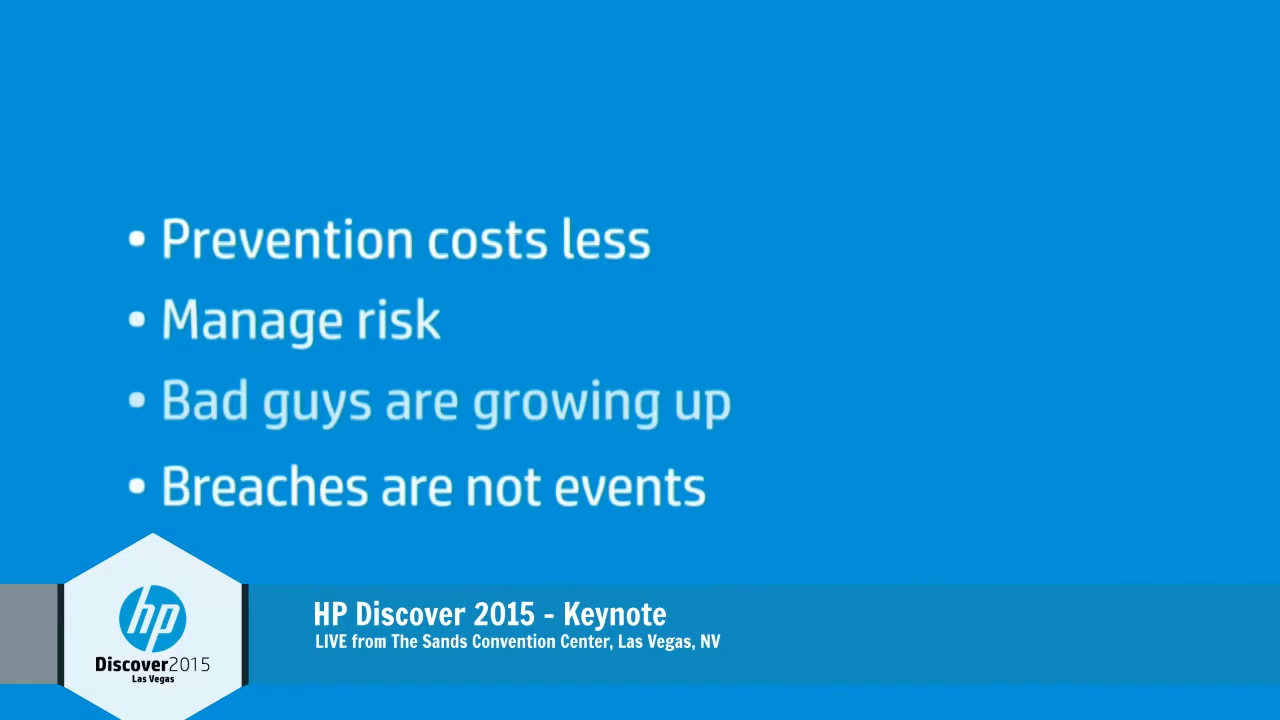 • Prevention costs less
• Manage risk
• Bad guys are growing up
• Breaches are not events
hp
Discover2015
Las Vegas
HP Discover 2015 - Keynote
LIVE from The Sands Convention Center, Las Vegas, NV